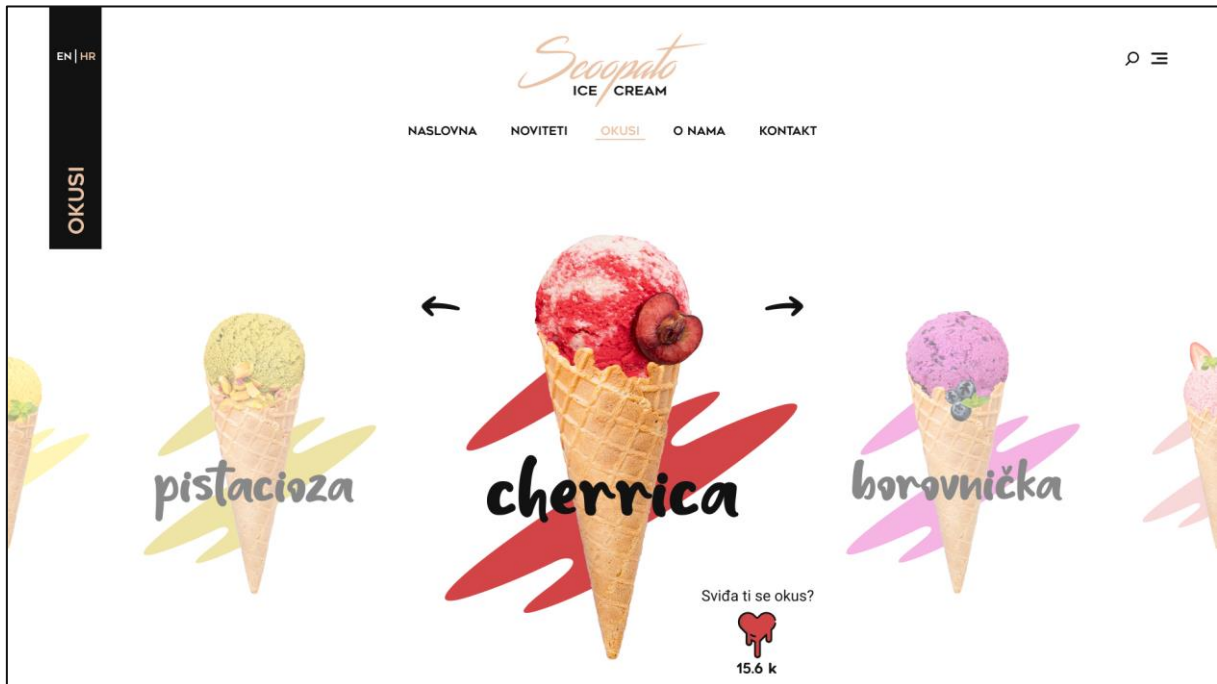 EN|HR
Scoopato
ICE CREAM
NASLOVNA NOVITETI OKUSI O NAMA KONTAKT
OKUSI
pistacioza
cherrica
borovnička
Sviđa ti se okus?
15.6 k